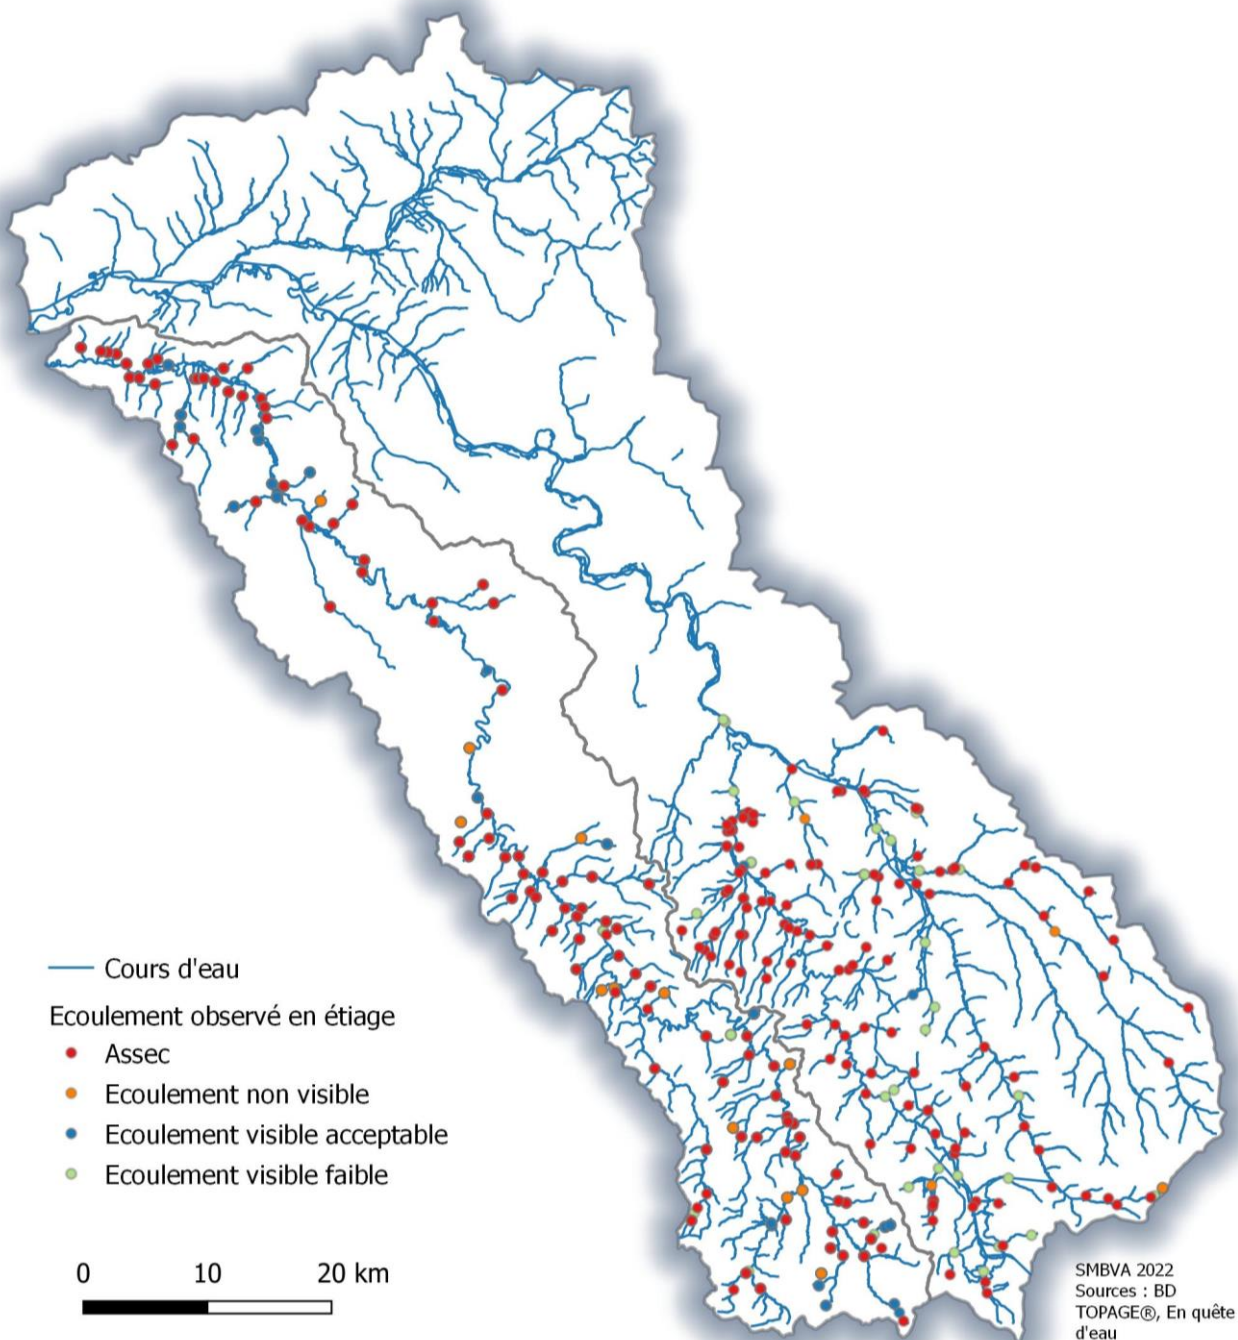 Cours d'eau
Ecoulement observé en étiage
Assec
Ecoulement non visible
Ecoulement visible acceptable
Ecoulement visible faible
0 10 20 km
SMBVA 2022
Sources : BD
TOPAGE®, En quête
d'eau